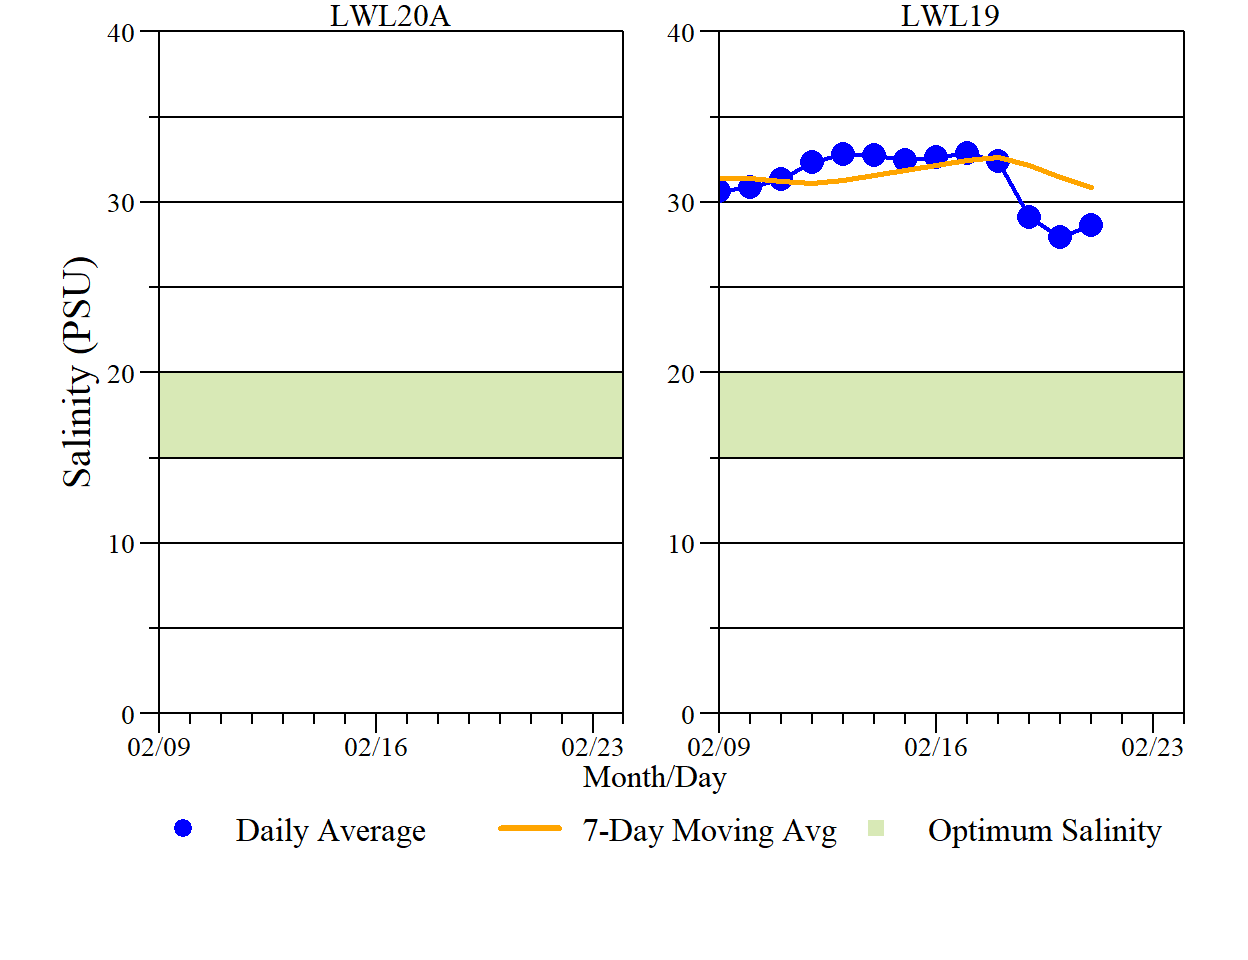 LWL20A LWL19
40 40
30 30
Salinity (PSU)
20 20
10 10
0 0
02/09 02/16 02/23 02/09 02/16 02/23
Month/Day
Daily Average 7-Day Moving Avg Optimum Salinity